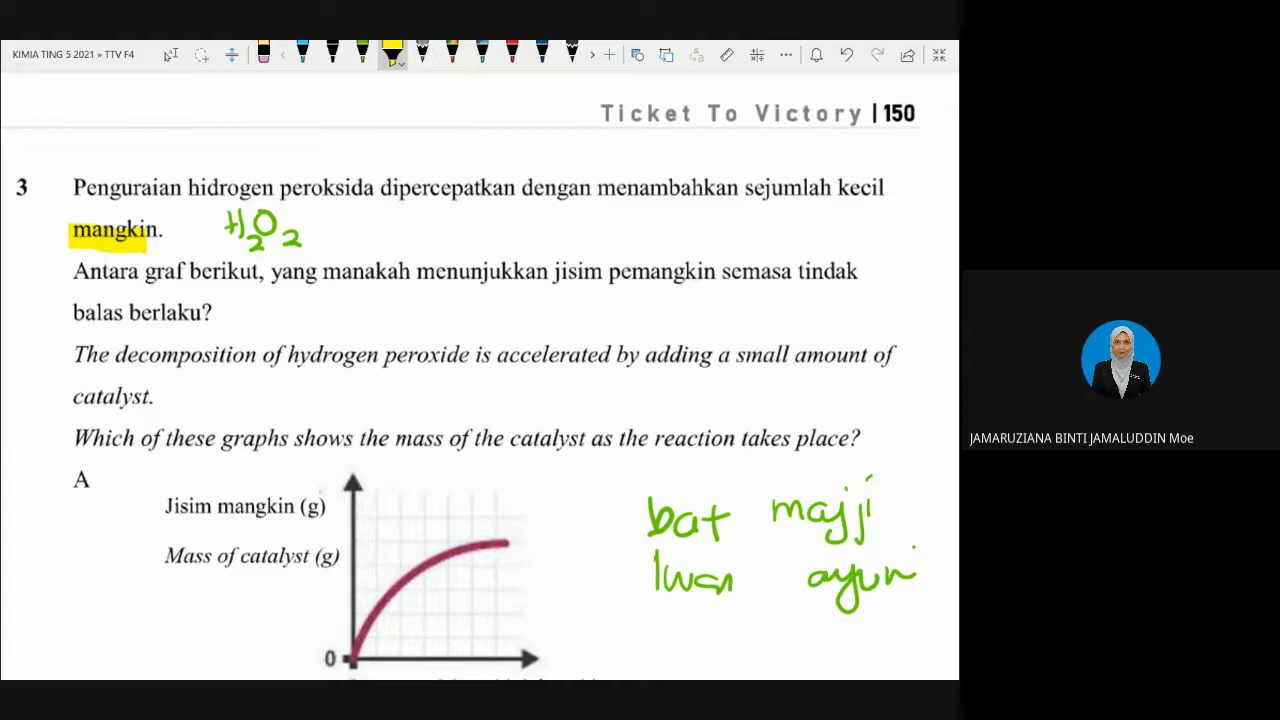 KIMIA TING 5 2021 » TTV F4
Ticket To Victory | 150
3 Penguraian hidrogen peroksida dipercepatkan dengan menambahkan sejumlah kecil
mangkin. H2O2
Antara graf berikut, yang manakah menunjukkan jisim pemangkin semasa tindak
balas berlaku?
The decomposition of hydrogen peroxide is accelerated by adding a small amount of
catalyst.
Which of these graphs shows the mass of the catalyst as the reaction takes place?
A
Jisim mangkin (g)
Mass of catalyst (g)
0
bat majji
Iwan ayuni
JAMARUZIANA BINTI JAMALUDDIN Moe